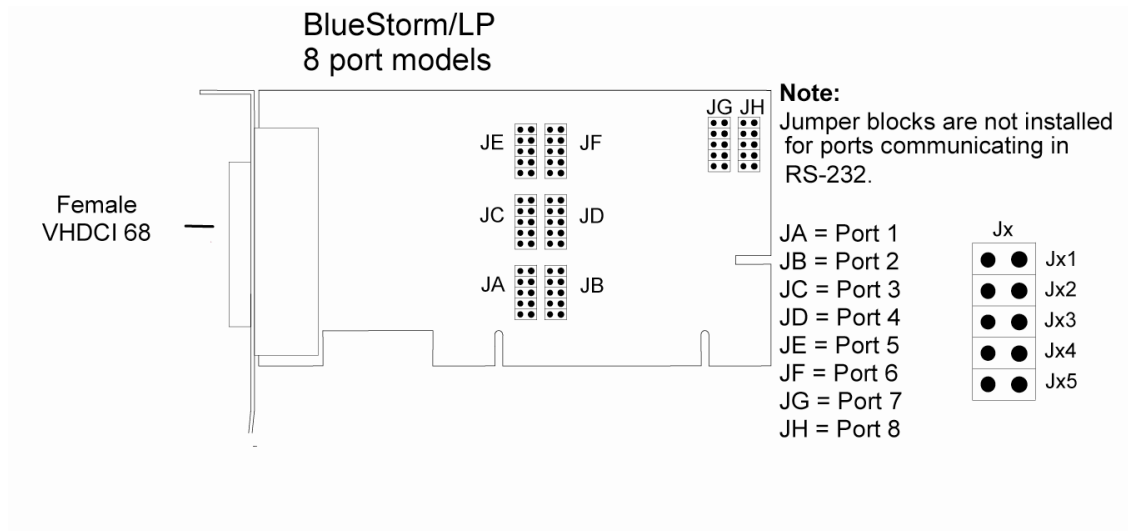 BlueStorm/LP
8 port models
JG JH
Note:
Jumper blocks are not installed
for ports communicating in
RS-232.
JE
JF
Female
VHDCI 68
JC
JD
JA
JB
JA = Port 1
JB = Port 2
JC = Port 3
JD = Port 4
JE = Port 5
JF = Port 6
JG = Port 7
JH = Port 8
Jx
Jx1
Jx2
Jx3
Jx4
Jx5